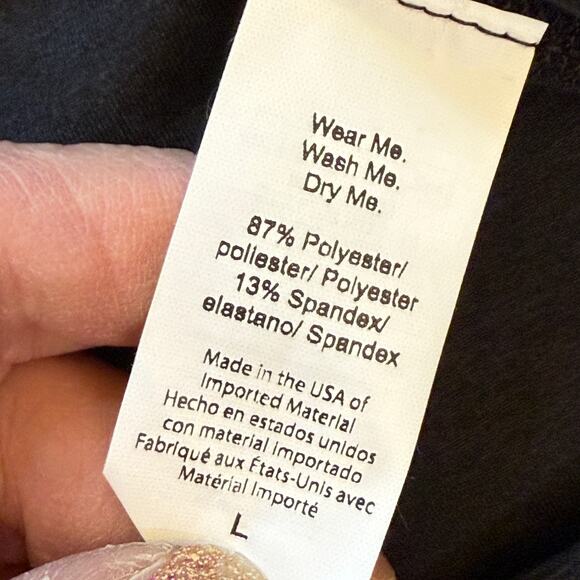 Wear Me.
Wash Me.
Dry Me.
87% Polyester/
poliester/ Polyester
13% Spandex/
elastano/ Spandex
Made in the USA of
Imported Material
Hecho en estados unidos
con material importado
Fabriqué aux États-Unis avec
Matérial Importé
L